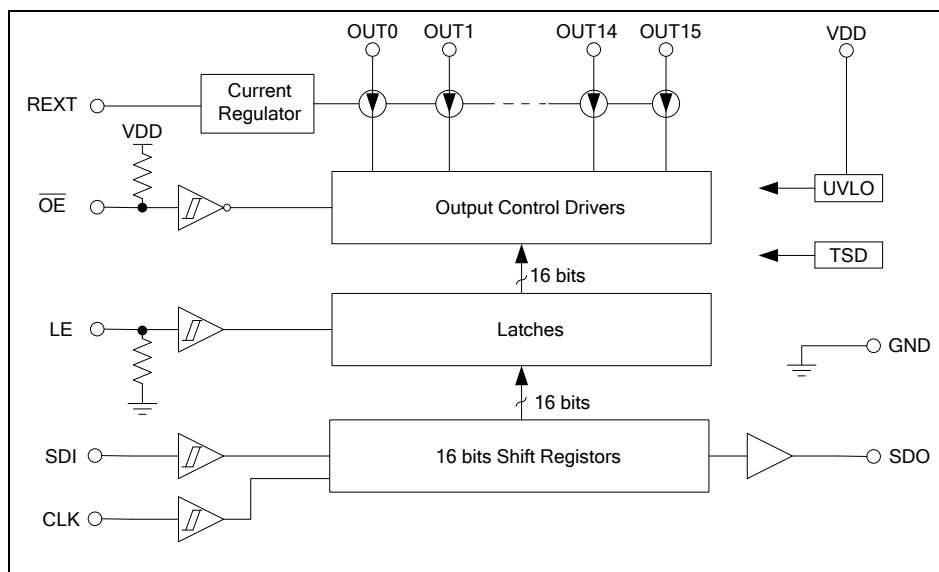 OUT0 OUT1 OUT14 OUT15 VDD
Current
Regulator
REXT
VDD
OE
Output Control Drivers
UVLO
TSD
16 bits
LE
Latches
GND
16 bits
SDI
16 bits Shift Registors
SDO
CLK